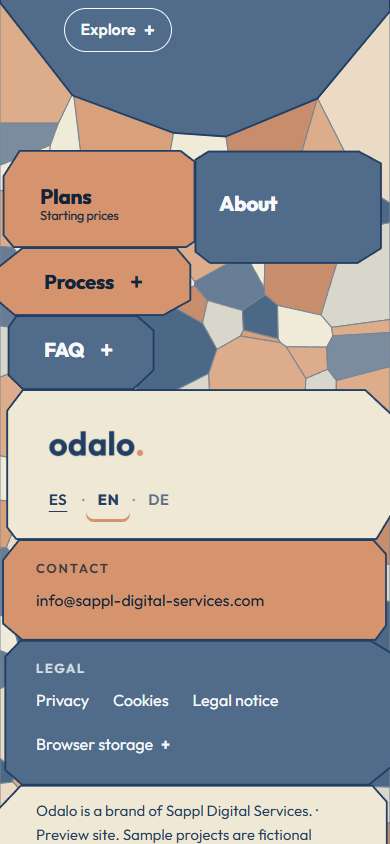 Explore +
Plans
Starting prices
About
Process +
FAQ +
odalo.
ES · EN · DE
CONTACT
info@sappl-digital-services.com
LEGAL
Privacy Cookies Legal notice
Browser storage +
Odalo is a brand of Sappl Digital Services. ·
Preview site. Sample projects are fictional